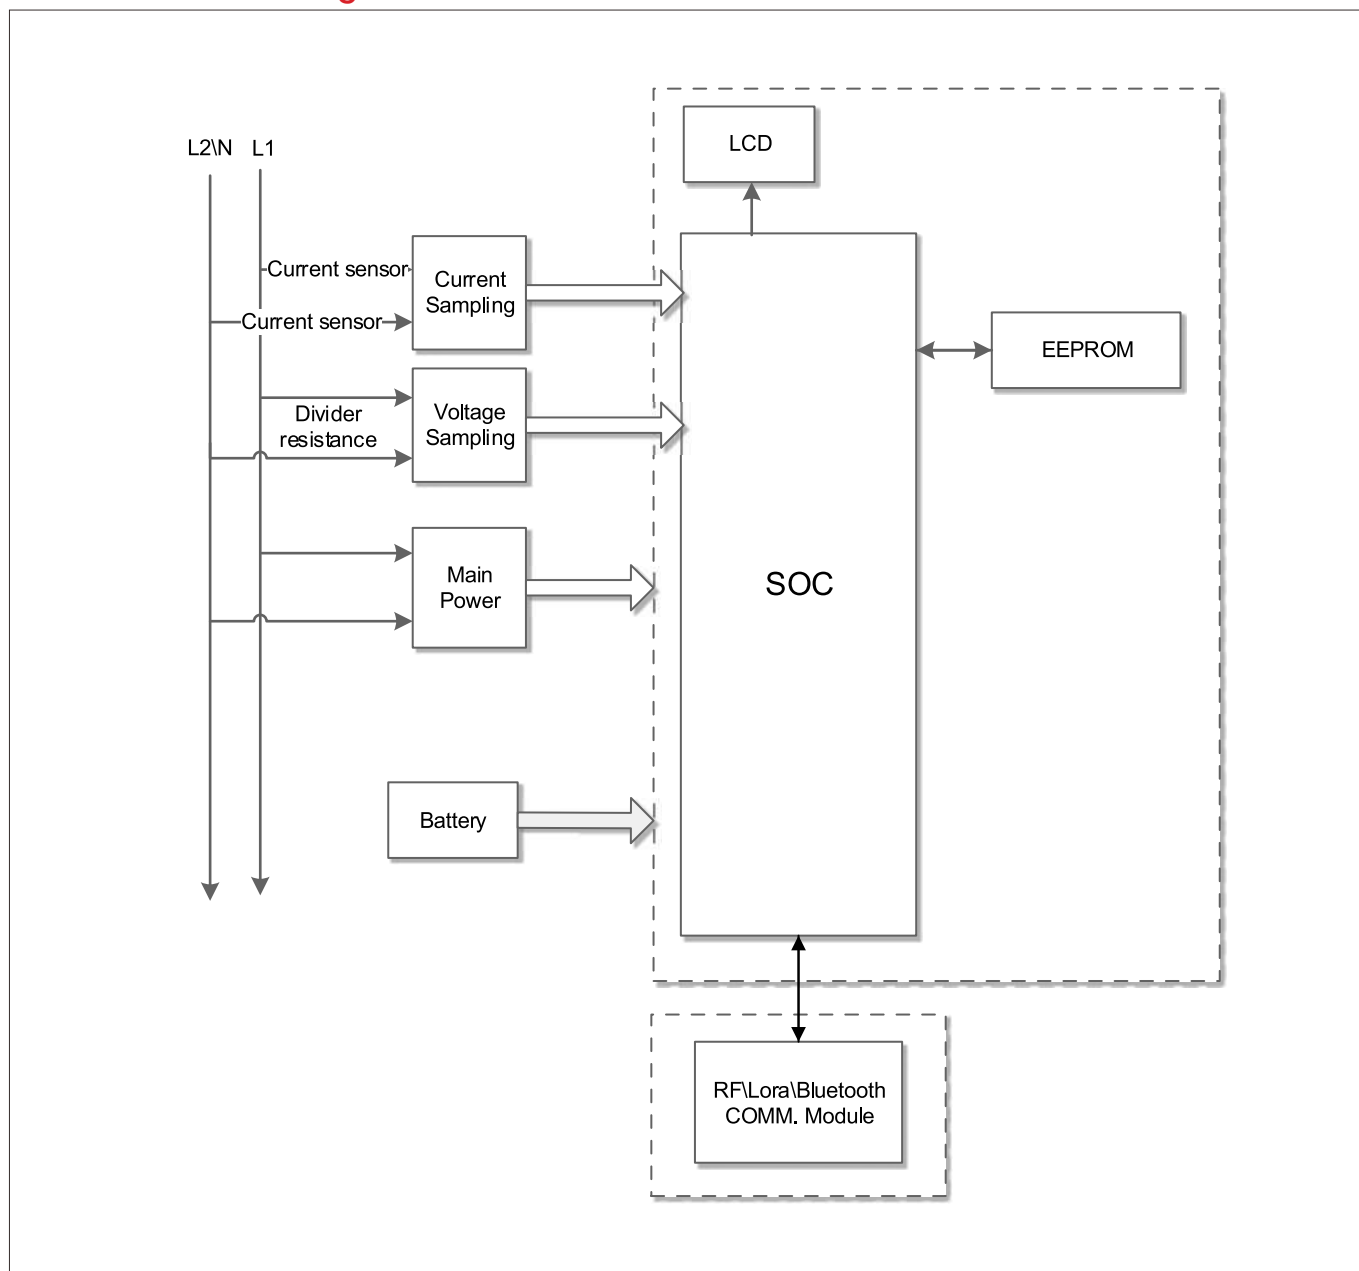 L2\N L1
LCD
Current sensor
Current
Sampling
Current sensor
EEPROM
Divider
resistance
Voltage
Sampling
Main
Power
SOC
Battery
RF\Lora\Bluetooth
COMM. Module